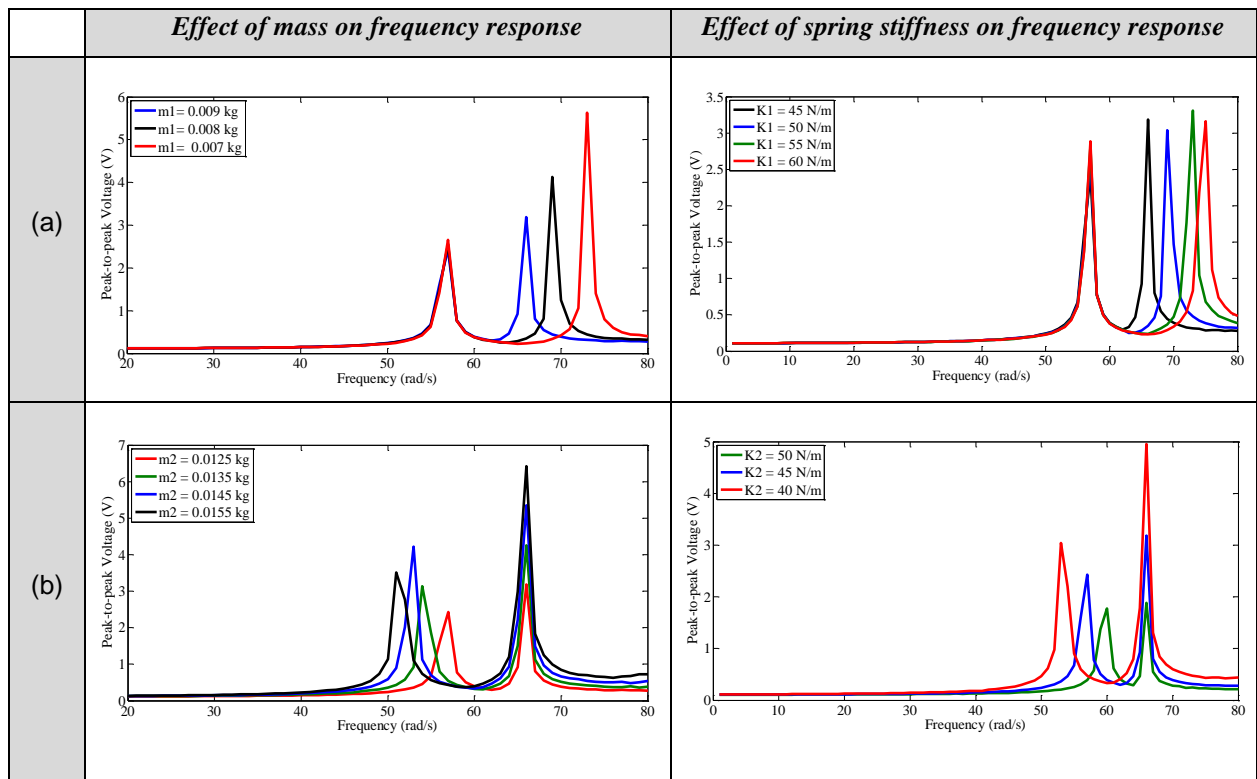 Effect of mass on frequency response
Effect of spring stiffness on frequency response
(a)
6
5
4
3
2
1
0
Peak-to-peak Voltage (V)
m1= 0.009 kg
m1= 0.008 kg
m1= 0.007 kg
20 30 40 50 60 70 80
Frequency (rad/s)
3.5
3
2.5
2
1.5
1
0.5
0
Peak-to-peak Voltage (V)
K1 = 45 N/m
K1 = 50 N/m
K1 = 55 N/m
K1 = 60 N/m
0 10 20 30 40 50 60 70 80
Frequency (rad/s)
(b)
7
6
5
4
3
2
1
0
Peak-to-peak Voltage (V)
m2 = 0.0125 kg
m2 = 0.0135 kg
m2 = 0.0145 kg
m2 = 0.0155 kg
20 30 40 50 60 70 80
Frequency (rad/s)
5
4
3
2
1
0
Peak-to-peak Voltage (V)
K2 = 50 N/m
K2 = 45 N/m
K2 = 40 N/m
0 10 20 30 40 50 60 70 80
Frequency (rad/s)